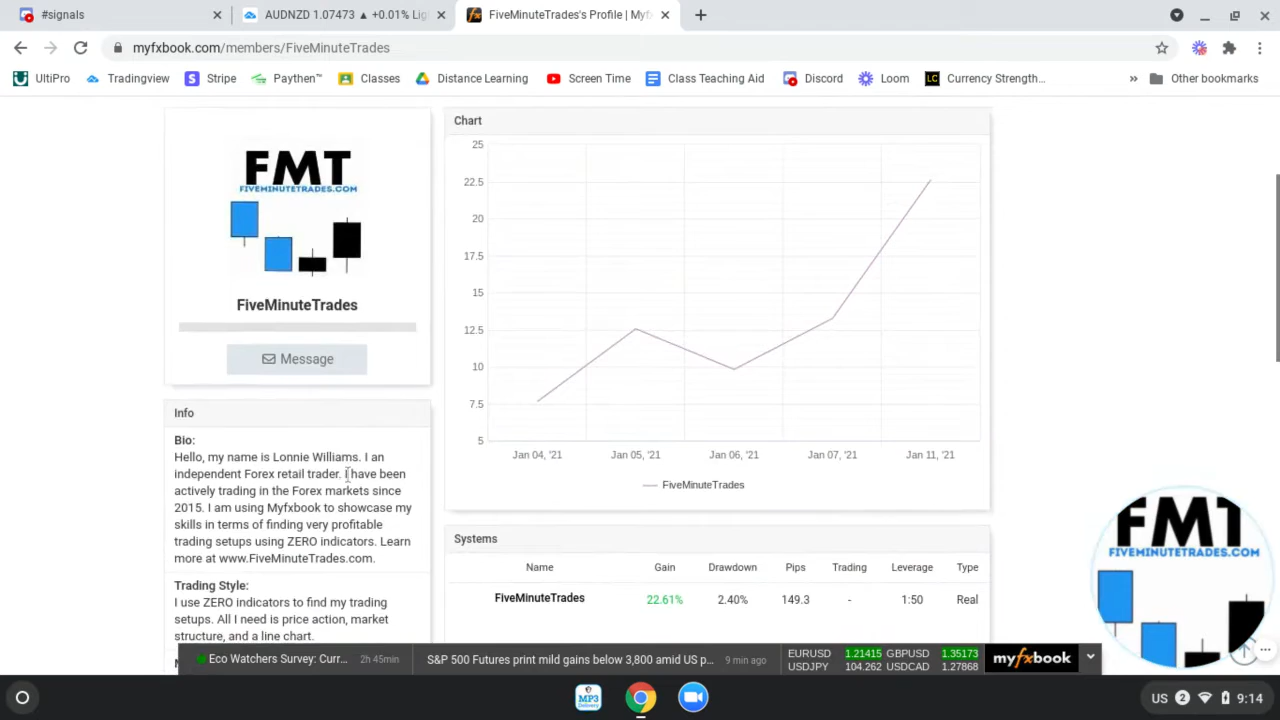 #signals
AUDNZD 1.07473 ▲ +0.01% Li
FiveMinuteTrades's Profile | Myf
myfxbook.com/members/FiveMinuteTrades
UltiPro
Tradingview
Stripe
Paythen™
Classes
Distance Learning
Screen Time
Class Teaching Aid
Discord
Loom
LC
Currency Strength...
»
Other bookmarks
FMT
FIVEMINUTETRADES.COM
FiveMinuteTrades
Message
Info
Bio:
Hello, my name is Lonnie Williams. I an
independent Forex retail trader. I have been
actively trading in the Forex markets since
2015. I am using Myfxbook to showcase my
skills in terms of finding very profitable
trading setups using ZERO indicators. Learn
more at www.FiveMinuteTrades.com.
Trading Style:
I use ZERO indicators to find my trading
setups. All I need is price action, market
structure, and a line chart.
Chart
25
22.5
20
17.5
15
12.5
10
7.5
5
Jan 04, '21 Jan 05, '21 Jan 06, '21 Jan 07, '21 Jan 11, '21
FiveMinuteTrades
Systems
Name Gain Drawdown Pips Trading Leverage Type
FiveMinuteTrades 22.61% 2.40% 149.3 - 1:50 Real
FMT
FIVEMINUTETRADES.COM
Eco Watchers Survey: Curr... 2h 45min
S&P 500 Futures print mild gains below 3,800 amid US p... 9 min ago
EURUSD 1.21415 GBPUSD 1.35173
USDJPY 104.262 USDCAD 1.27868
myfxbook
MP3
Delivery
US 2 9:14